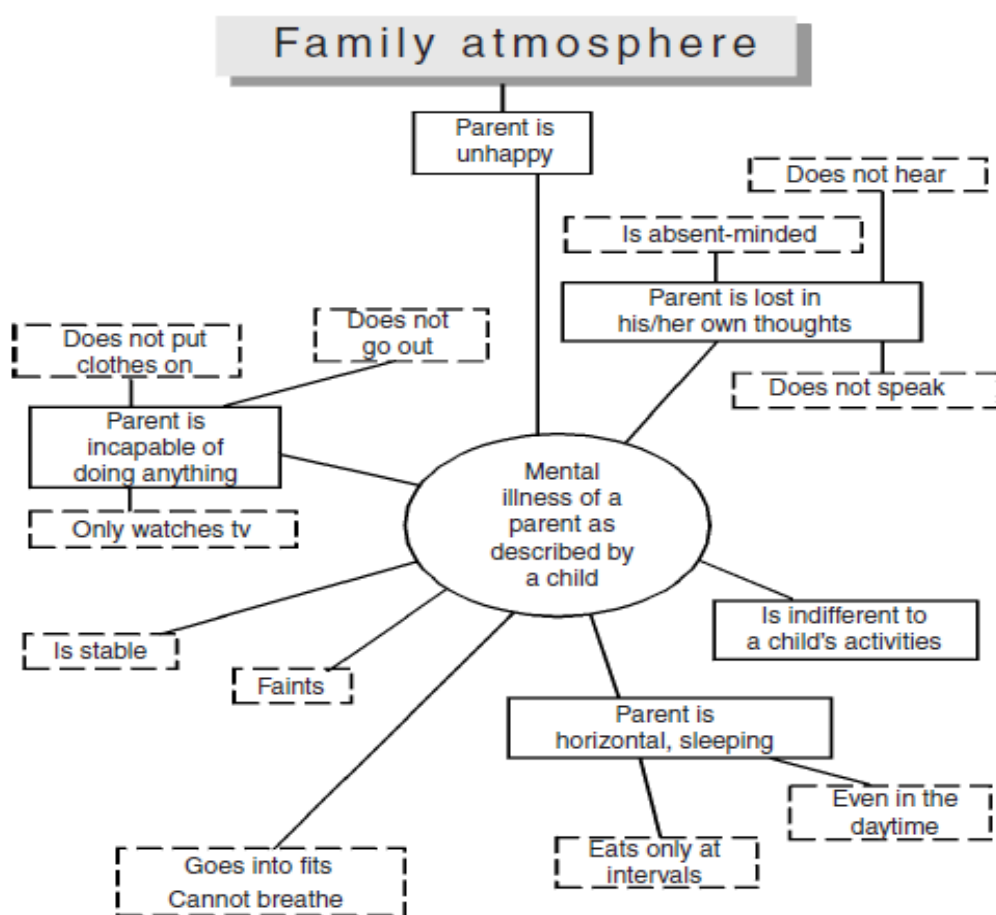 Family atmosphere
Parent is
unhappy
Does not hear
Is absent-minded
Parent is lost in
his/her own thoughts
Does not speak
Does not put
clothes on
Does not
go out
Parent is
incapable of
doing anything
Only watches tv
Mental
illness of a
parent as
described by
a child
Is stable
Faints
Is indifferent to
a child's activities
Parent is
horizontal, sleeping
Even in the
daytime
Eats only at
intervals
Goes into fits
Cannot breathe